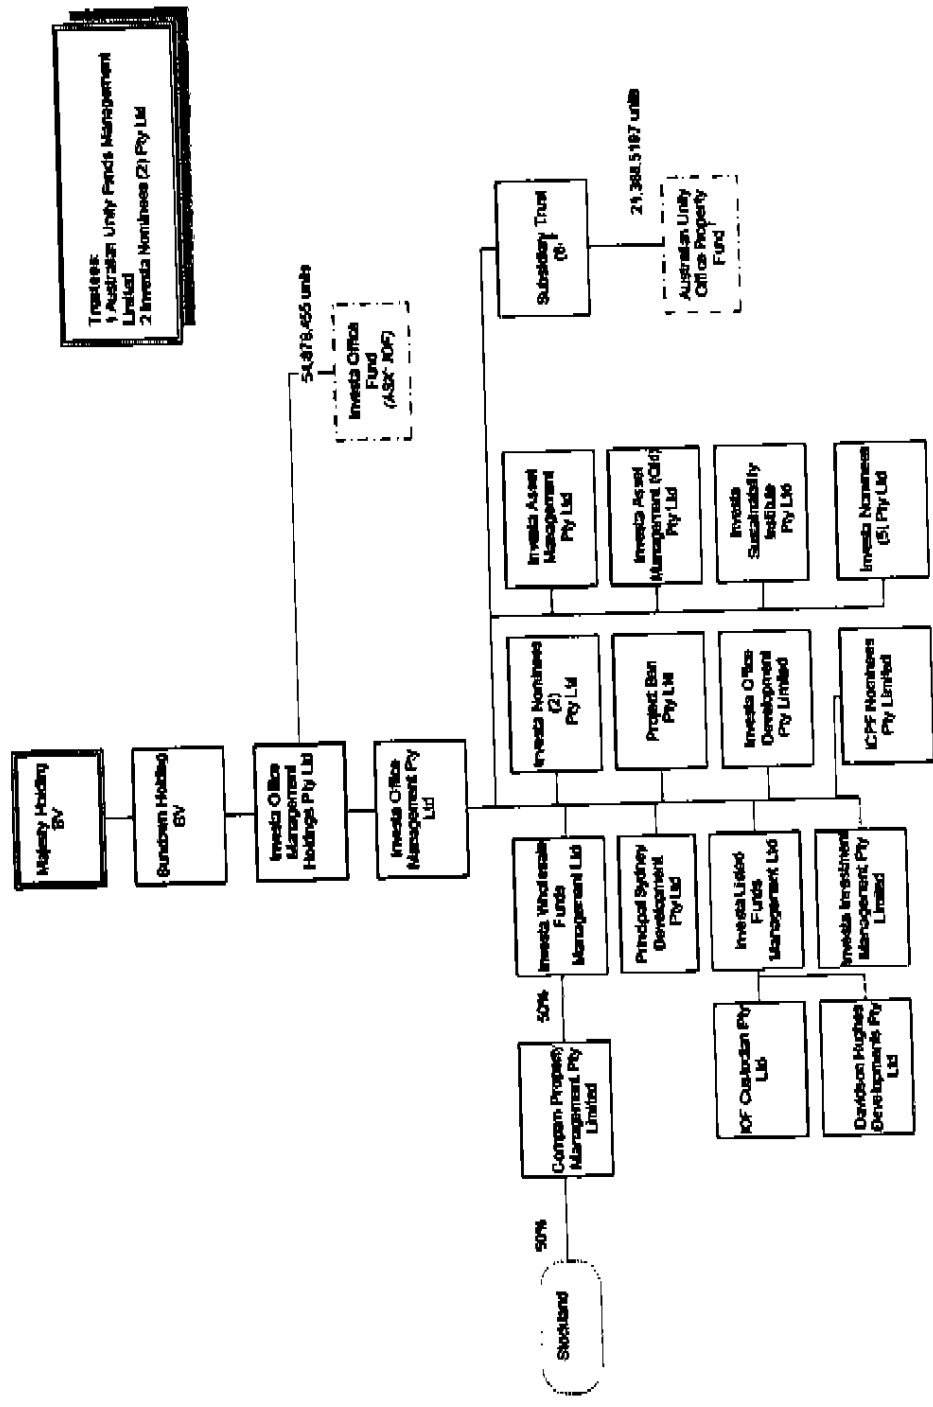 Trustees:
1 Australian Unity Funds Management
Limited
2 Investa Nominees (2) Pty Ltd
Majesty Holding
BV
Sundown Holding
BV
Investa Office
Management
Holdings Pty Ltd
54,878,455 units
Investa Office
Fund
(ASX: IOF)
Investa Office
Management Pty
Ltd
Stockland
50%
Compam Property
Management Pty
Limited
50%
Investa Wholesale
Funds
Management Ltd
Investa Nominees
(2)
Pty Ltd
Investa Asset
Management
Pty Ltd
Subsidiary Trust
Principal Sydney
Development
Pty Ltd
Project Ban
Pty Ltd
Investa Asset
Management (Qld)
Pty Ltd
units
Australian Unity
Office Property
Fund
IOF Custodian Pty
Ltd
Investa Listed
Funds
Management Ltd
Investa Office
Development
Pty Limited
Investa
Sustainability
Institute
Pty Ltd
Davidson Hughes
Developments Pty
Ltd
Investa Investment
Management Pty
Limited
ICPF Nominees
Pty Limited
Investa Nominees
(5) Pty Ltd